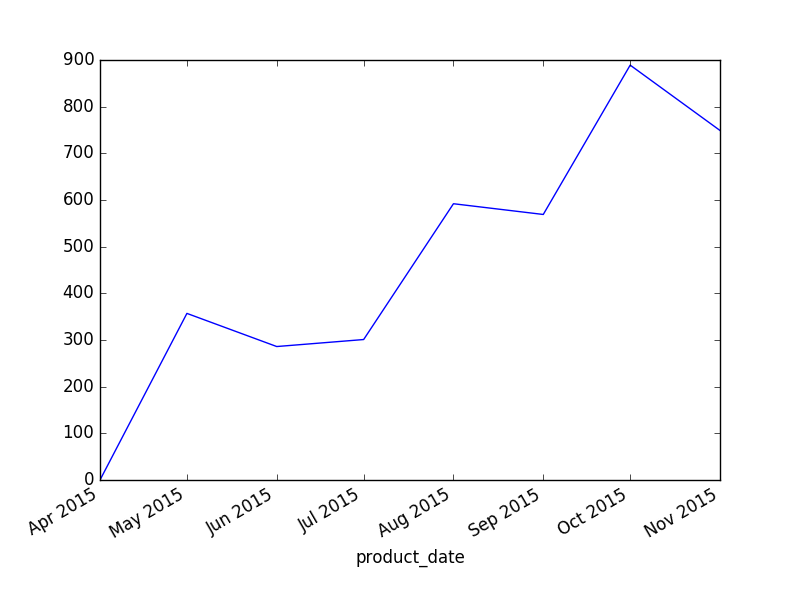 900
800
700
600
500
400
300
200
100
0
Apr 2015
May 2015
Jun 2015
Jul 2015
Aug 2015
Sep 2015
Oct 2015
Nov 2015
product_date